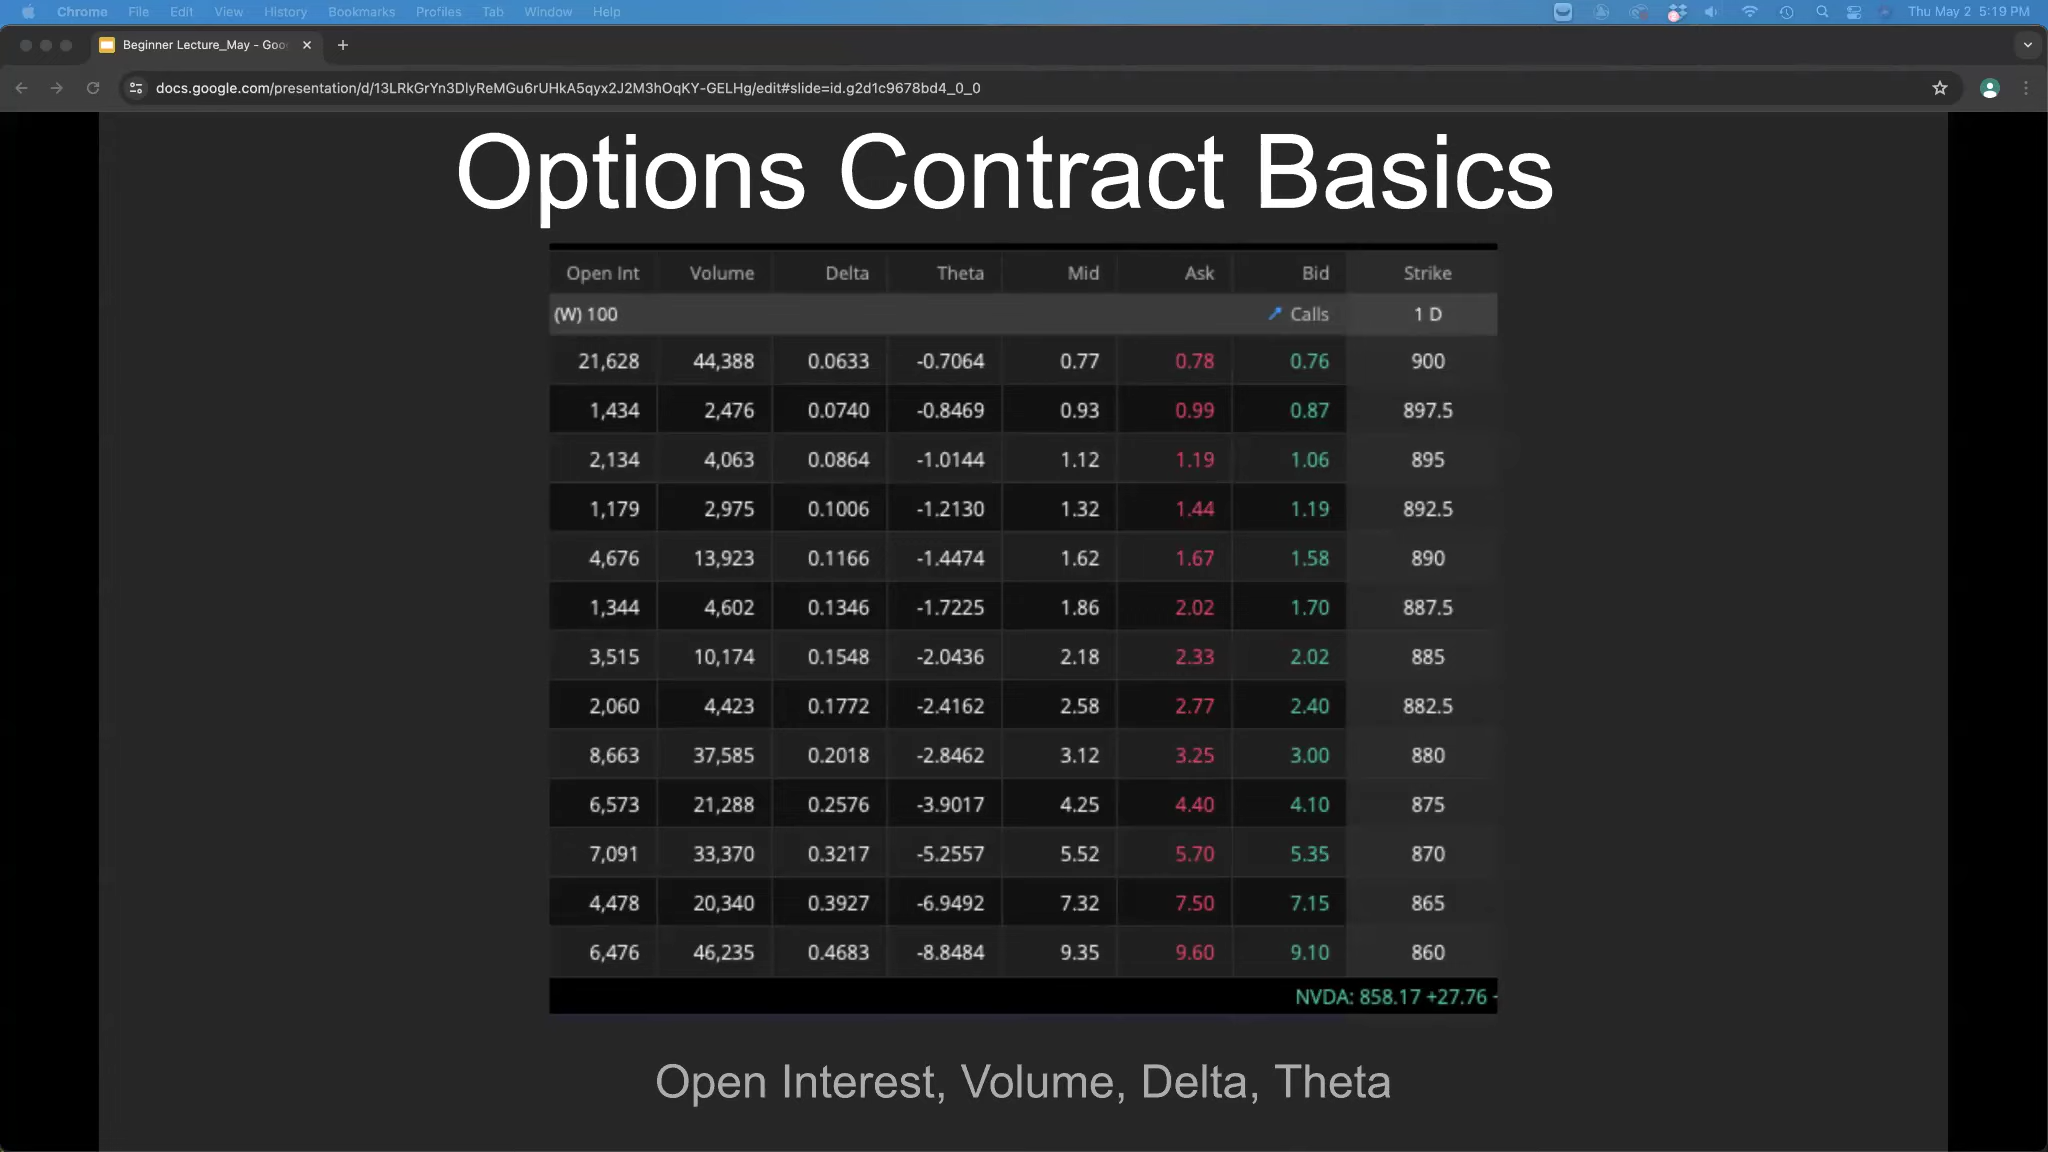 Chrome File Edit View History Bookmarks Profiles Tab Window Help Thu May 2 5:19 PM
Beginner Lecture_May - Goo
docs.google.com/presentation/d/13LRkGrYn3DlyReMGu6rUHkA5qyx2J2M3hOqKY-GELHg/edit#slide=id.g2d1c9678bd4_0_0
Options Contract Basics
Open Int Volume Delta Theta Mid Ask Bid Strike
(W) 100 Calls 1 D
21,628 44,388 0.0633 -0.7064 0.77 0.78 0.76 900
1,434 2,476 0.0740 -0.8469 0.93 0.99 0.87 897.5
2,134 4,063 0.0864 -1.0144 1.12 1.19 1.06 895
1,179 2,975 0.1006 -1.2130 1.32 1.44 1.19 892.5
4,676 13,923 0.1166 -1.4474 1.62 1.67 1.58 890
1,344 4,602 0.1346 -1.7225 1.86 2.02 1.70 887.5
3,515 10,174 0.1548 -2.0436 2.18 2.33 2.02 885
2,060 4,423 0.1772 -2.4162 2.58 2.77 2.40 882.5
8,663 37,585 0.2018 -2.8462 3.12 3.25 3.00 880
6,573 21,288 0.2576 -3.9017 4.25 4.40 4.10 875
7,091 33,370 0.3217 -5.2557 5.52 5.70 5.35 870
4,478 20,340 0.3927 -6.9492 7.32 7.50 7.15 865
6,476 46,235 0.4683 -8.8484 9.35 9.60 9.10 860
NVDA: 858.17 +27.76 -
Open Interest, Volume, Delta, Theta